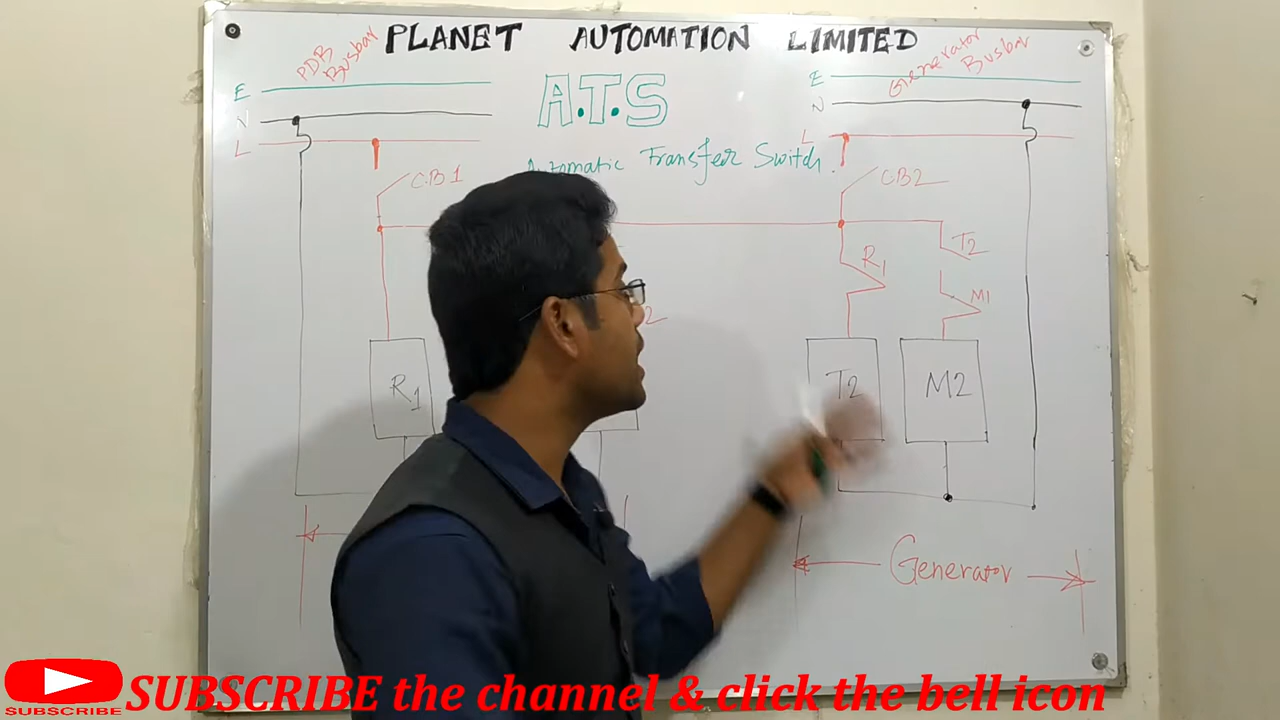 PLANET AUTOMATION LIMITED
PDB Busbar
Generator Busbar
A.T.S
Automatic Transfer Switch.
E
N
L
E
N
L
CB1
CB2
R1
T2
M1
2
R1
T2
M2
Generator
SUBSCRIBE
SUBSCRIBE the channel & click the bell icon